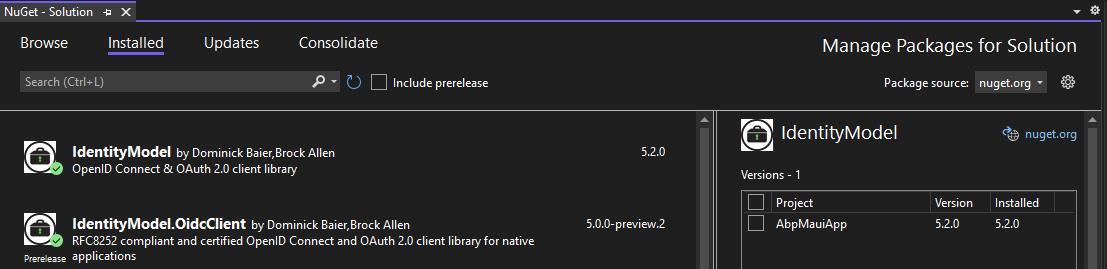 NuGet - Solution
Browse Installed Updates Consolidate
Manage Packages for Solution
Search (Ctrl+L)
Include prerelease
Package source: nuget.org
IdentityModel by Dominick Baier,Brock Allen 5.2.0
OpenID Connect & OAuth 2.0 client library
IdentityModel.OidcClient by Dominick Baier,Brock Allen 5.0.0-preview.2
RFC8252 compliant and certified OpenID Connect and OAuth 2.0 client library for native
applications
Prerelease
IdentityModel
nuget.org
Versions - 1
Project Version Installed
AbpMauiApp 5.2.0 5.2.0